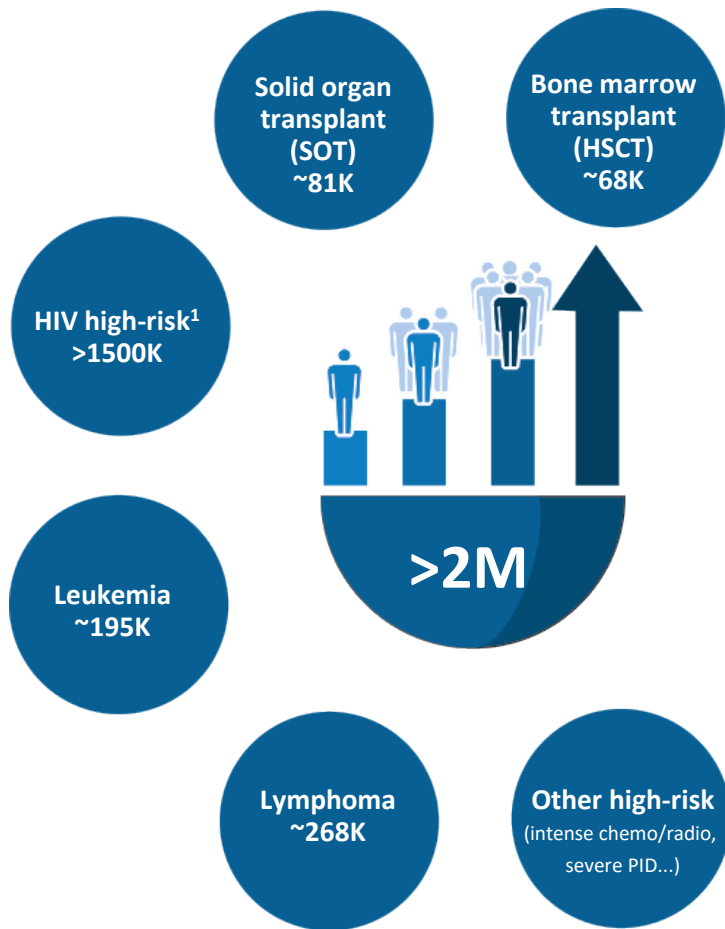 Solid organ
transplant
(SOT)
~81K
Bone marrow
transplant
(HSCT)
~68K
HIV high-risk¹
>1500K
>2M
Leukemia
~195K
Lymphoma
~268K
Other high-risk
(intense chemo/radio,
severe PID...)